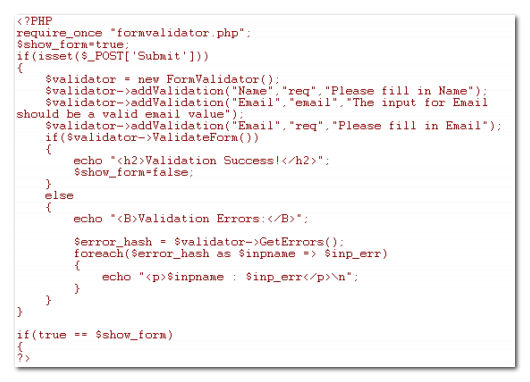 <?PHP
require_once "formvalidator.php";
$show_form=true;
if(isset($_POST['Submit']))
{
    $validator = new FormValidator();
    $validator->addValidation("Name","req","Please fill in Name");
    $validator->addValidation("Email","email","The input for Email
should be a valid email value");
    $validator->addValidation("Email","req","Please fill in Email");
    if($validator->ValidateForm())
    {
        echo "<h2>Validation Success!</h2>";
        $show_form=false;
    }
    else
    {
        echo "<B>Validation Errors:</B>";

        $error_hash = $validator->GetErrors();
        foreach($error_hash as $inpname => $inp_err)
        {
            echo "<p>$inpname : $inp_err</p>\n";
        }
    }
}

if(true == $show_form)
{
?>